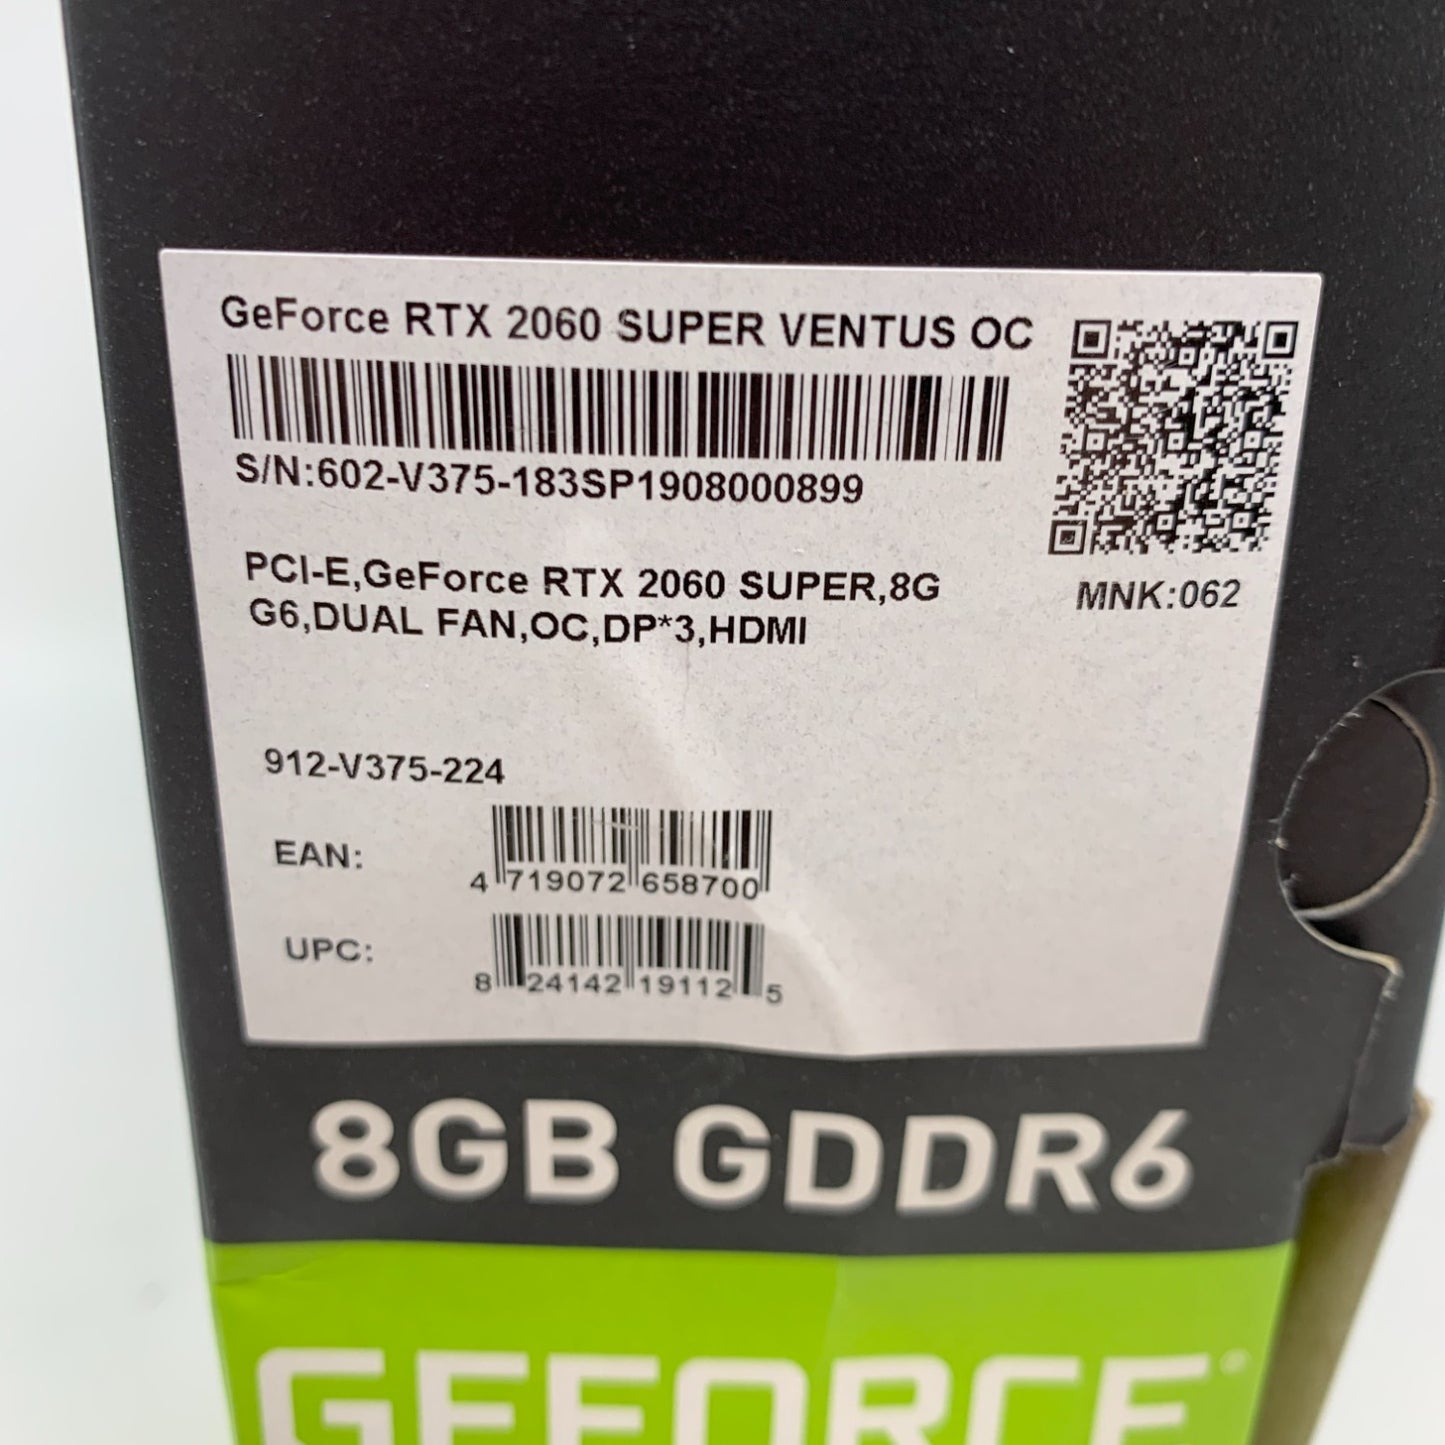 GeForce RTX 2060 SUPER VENTUS OC
S/N:602-V375-183SP1908000899
PCI-E,GeForce RTX 2060 SUPER,8G
G6,DUAL FAN,OC,DP*3,HDMI
MNK:062
912-V375-224
EAN:
4 719072 658700
UPC:
8 24142 19112 5
8GB GDDR6
GEFORCE®